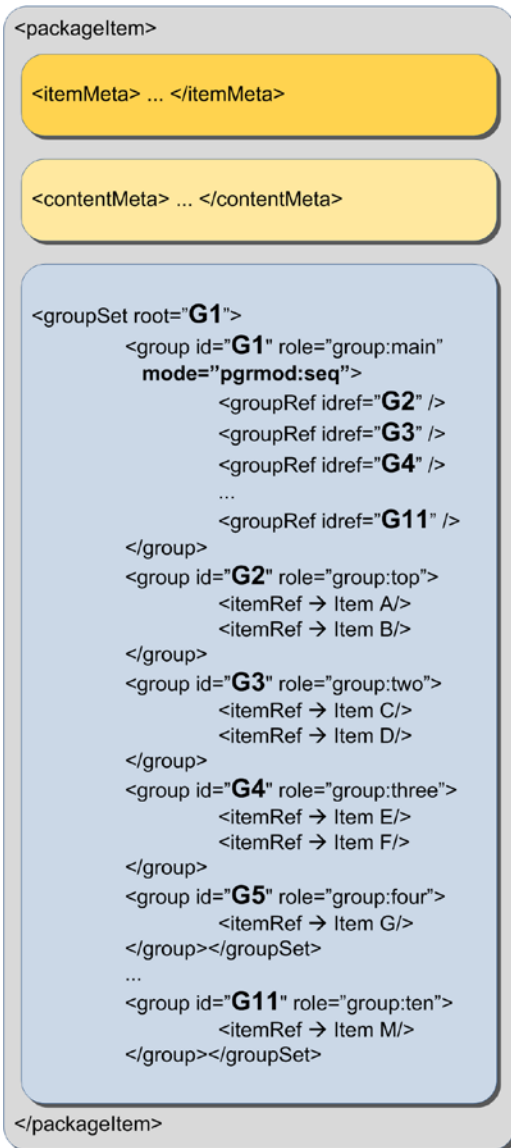 <packageItem>
<itemMeta> ... </itemMeta>
<contentMeta> ... </contentMeta>
<groupSet root="G1">
<group id="G1" role="group:main"
mode="pgrmod:seq”>
<groupRef idref="G2" />
<groupRef idref="G3" />
<groupRef idref="G4" />
...
<groupRef idref="G11" />
</group>
<group id="G2" role="group:top”>
<itemRef → Item A/>
<itemRef → Item B/>
</group>
<group id="G3" role="group:two”>
<itemRef → Item C/>
<itemRef → Item D/>
</group>
<group id="G4" role="group:three”>
<itemRef → Item E/>
<itemRef → Item F/>
</group>
<group id="G5" role="group:four”>
<itemRef → Item G/>
</group></groupSet>
...
<group id="G11" role="group:ten”>
<itemRef → Item M/>
</group></groupSet>
</packageItem>